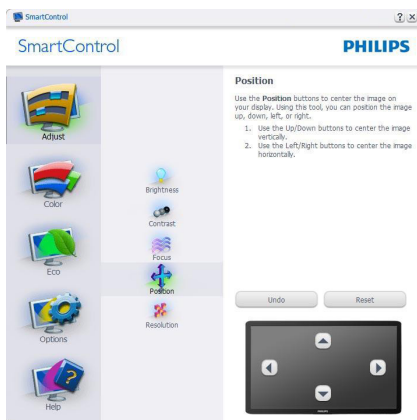 SmartControl
? x
SmartControl
PHILIPS
Adjust
Color
Eco
Options
Help
Brightness
Contrast
Focus
Position
Resolution
Position
Use the Position buttons to center the image on
your display. Using this tool, you can position the image
up, down, left, or right.
1. Use the Up/Down buttons to center the image
vertically.
2. Use the Left/Right buttons to center the image
horizontally.
Undo
Reset
PHILIPS